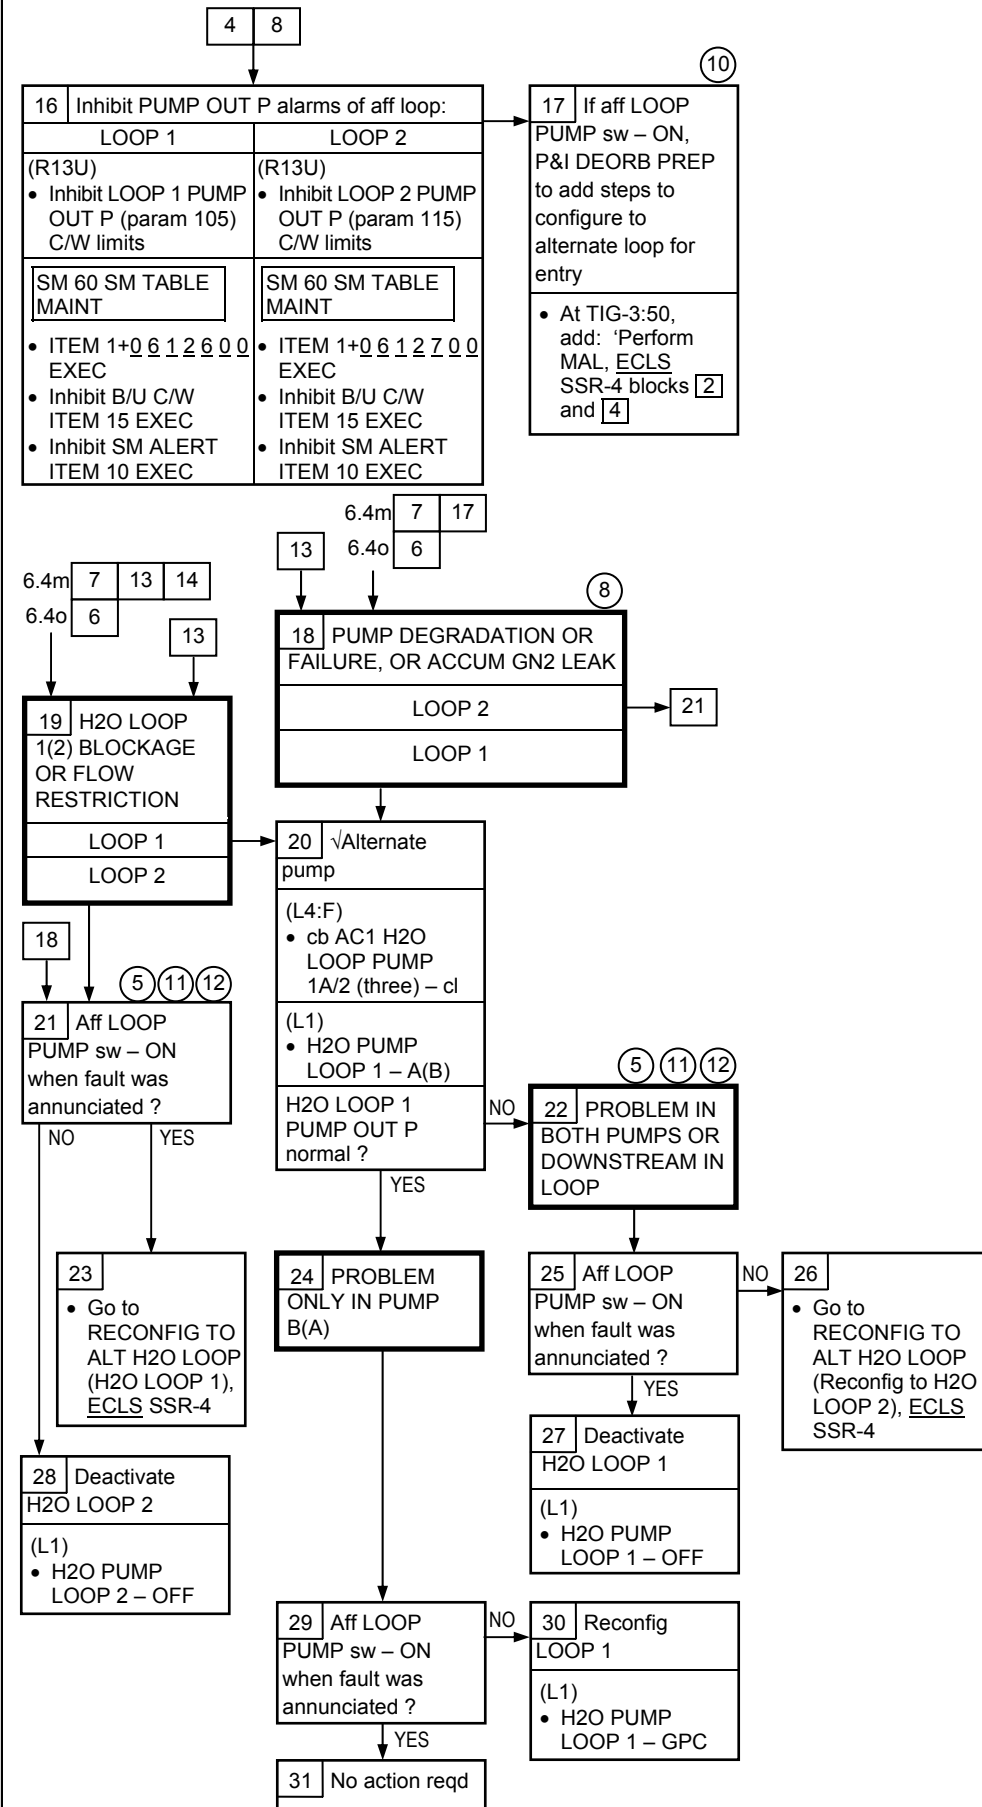 4 8
16 Inhibit PUMP OUT P alarms of aff loop:
LOOP 1
(R13U)
• Inhibit LOOP 1 PUMP
OUT P (param 105)
C/W limits
SM 60 SM TABLE
MAINT
• ITEM 1+0 6 1 2 6 0 0
EXEC
• Inhibit B/U C/W
ITEM 15 EXEC
• Inhibit SM ALERT
ITEM 10 EXEC
LOOP 2
(R13U)
• Inhibit LOOP 2 PUMP
OUT P (param 115)
C/W limits
SM 60 SM TABLE
MAINT
• ITEM 1+0 6 1 2 7 0 0
EXEC
• Inhibit B/U C/W
ITEM 15 EXEC
• Inhibit SM ALERT
ITEM 10 EXEC
10
17 If aff LOOP
PUMP sw – ON,
P&I DEORB PREP
to add steps to
configure to
alternate loop for
entry
• At TIG-3:50,
add: 'Perform
MAL, ECLS
SSR-4 blocks 2
and 4
6.4m 7 17
6.4o 6
13
8
18 PUMP DEGRADATION OR
FAILURE, OR ACCUM GN2 LEAK
LOOP 2
LOOP 1
21
6.4m 7 13 14
6.4o 6
13
19 H2O LOOP
1(2) BLOCKAGE
OR FLOW
RESTRICTION
LOOP 1
LOOP 2
20 √Alternate
pump
(L4:F)
• cb AC1 H2O
LOOP PUMP
1A/2 (three) – cl
(L1)
• H2O PUMP
LOOP 1 – A(B)
H2O LOOP 1
PUMP OUT P
normal ?
NO
YES
18
5 11 12
21 Aff LOOP
PUMP sw – ON
when fault was
annunciated ?
NO
YES
5 11 12
22 PROBLEM IN
BOTH PUMPS OR
DOWNSTREAM IN
LOOP
23
• Go to
RECONFIG TO
ALT H2O LOOP
(H2O LOOP 1),
ECLS SSR-4
24 PROBLEM
ONLY IN PUMP
B(A)
25 Aff LOOP
PUMP sw – ON
when fault was
annunciated ?
NO
YES
26
• Go to
RECONFIG TO
ALT H2O LOOP
(Reconfig to H2O
LOOP 2), ECLS
SSR-4
27 Deactivate
H2O LOOP 1
(L1)
• H2O PUMP
LOOP 1 – OFF
28 Deactivate
H2O LOOP 2
(L1)
• H2O PUMP
LOOP 2 – OFF
29 Aff LOOP
PUMP sw – ON
when fault was
annunciated ?
NO
YES
30 Reconfig
LOOP 1
(L1)
• H2O PUMP
LOOP 1 – GPC
31 No action reqd